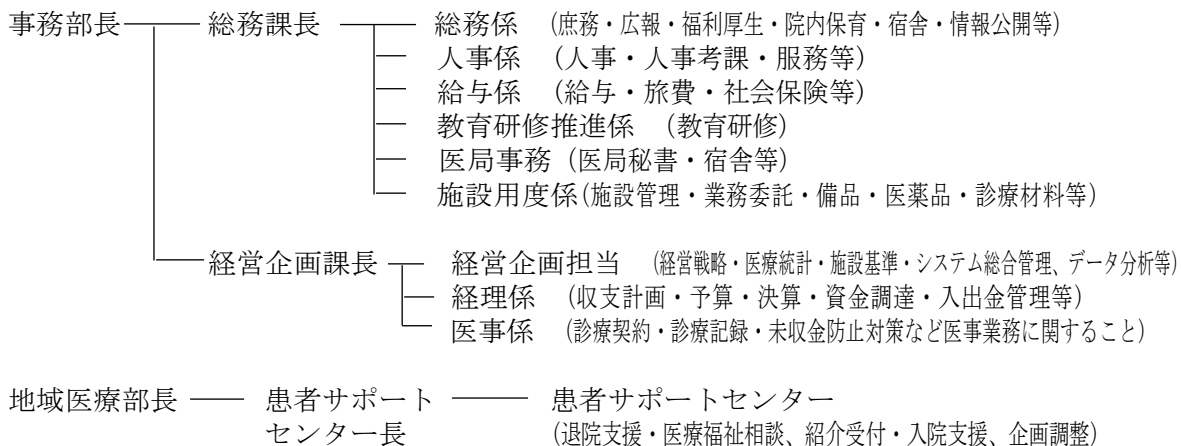 事務部長 総務課長 総務係 (庶務・広報・福利厚生・院内保育・宿舎・情報公開等)
人事係 (人事・人事考課・服務等)
給与係 (給与・旅費・社会保険等)
教育研修推進係 (教育研修)
医局事務 (医局秘書・宿舎等)
施設用度係(施設管理・業務委託・備品・医薬品・診療材料等)
経営企画課長 経営企画担当 (経営戦略・医療統計・施設基準・システム総合管理、データ分析等)
経理係 (収支計画・予算・決算・資金調達・入出金管理等)
医事係 (診療契約・診療記録・未収金防止対策など医事業務に関すること)
地域医療部長 患者サポート 患者サポートセンター
センター長 (退院支援・医療福祉相談、紹介受付・入院支援、企画調整)